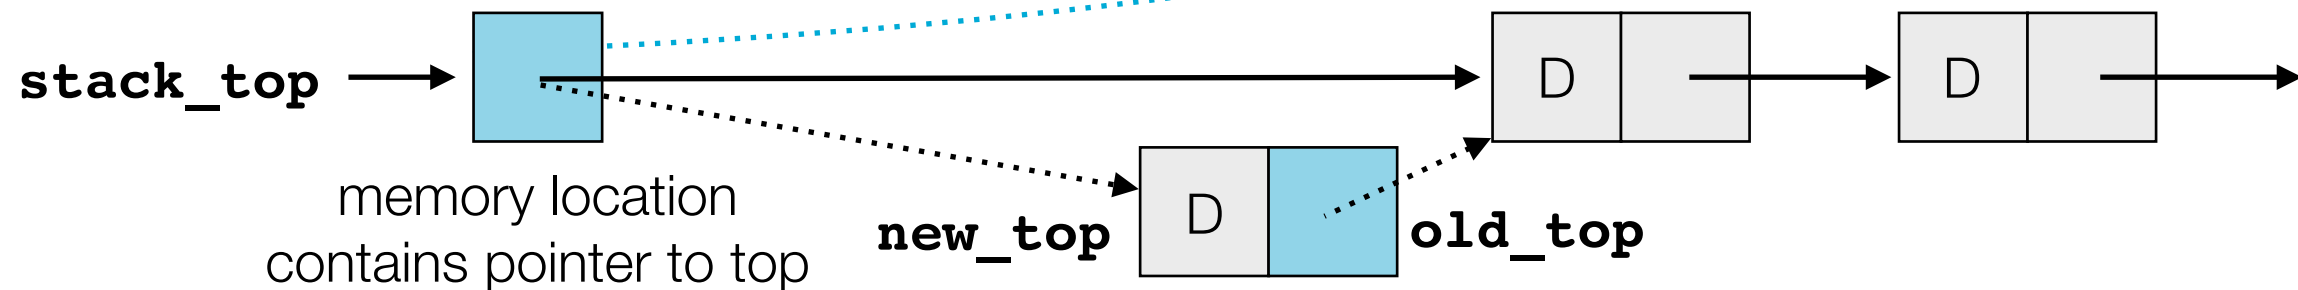 stack_top
D
D
memory location
contains pointer to top
new_top
D
old_top